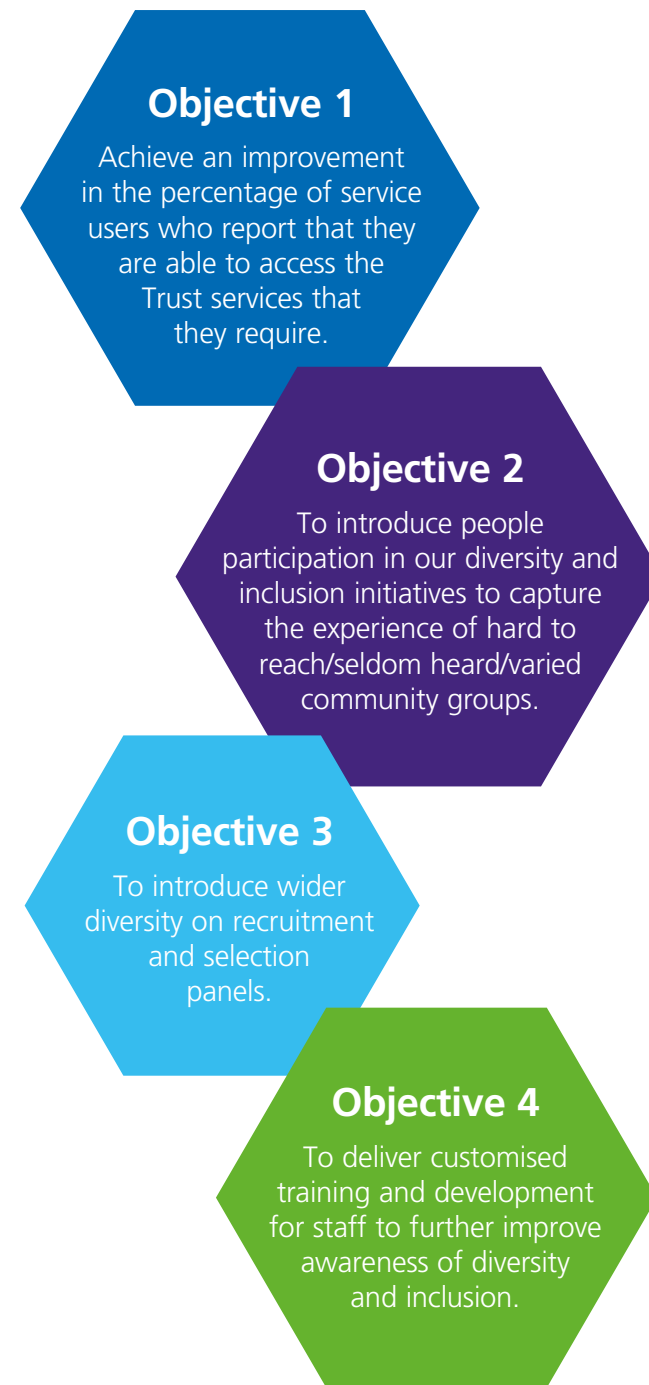 Objective 1
Achieve an improvement
in the percentage of service
users who report that they
are able to access the
Trust services that
they require.
Objective 2
To introduce people
participation in our diversity and
inclusion initiatives to capture
the experience of hard to
reach/seldom heard/varied
community groups.
Objective 3
To introduce wider
diversity on recruitment
and selection
panels.
Objective 4
To deliver customised
training and development
for staff to further improve
awareness of diversity
and inclusion.